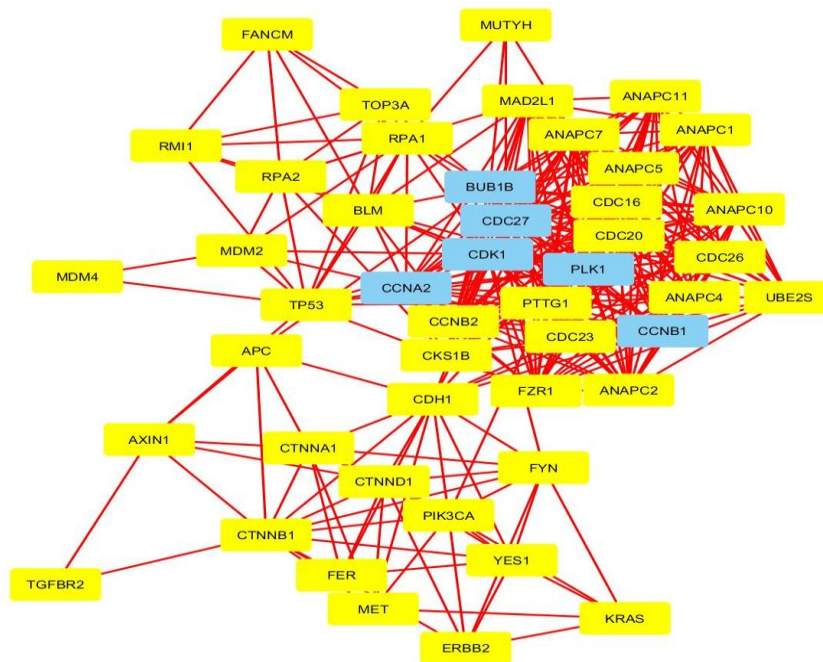 FANCM
MUTYH
TOP3A
MAD2L1
ANAPC11
RMI1
RPA1
ANAPC7
ANAPC1
RPA2
ANAPC5
BUB1B
BLM
CDC16
ANAPC10
CDC27
CDC20
MDM2
CDK1
CDC26
MDM4
PLK1
CCNA2
TP53
PTTG1
ANAPC4
UBE2S
CCNB2
CCNB1
CDC23
APC
CKS1B
CDH1
FZR1
ANAPC2
AXIN1
CTNNA1
FYN
CTNND1
PIK3CA
CTNNB1
YES1
TGFBR2
FER
MET
KRAS
ERBB2